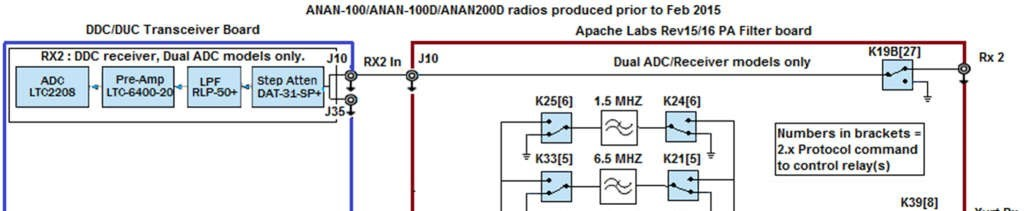 ANAN-100/ANAN-100D/ANAN200D radios produced prior to Feb 2015
DDC/DUC Transceiver Board
Apache Labs Rev15/16 PA Filter board
RX2 : DDC receiver, Dual ADC models only.
J10
RX2 In
J10
Dual ADC/Receiver models only
K19B[27]
Rx 2
ADC
LTC2208
Pre-Amp
LTC-6400-20
LPF
RLP-50+
Step Atten
DAT-31-SP+
J35
K25[6]
1.5 MHZ
K24[6]
Numbers in brackets =
2.x Protocol command
to control relay(s)
K33[5]
6.5 MHZ
K21[5]
K39[8]